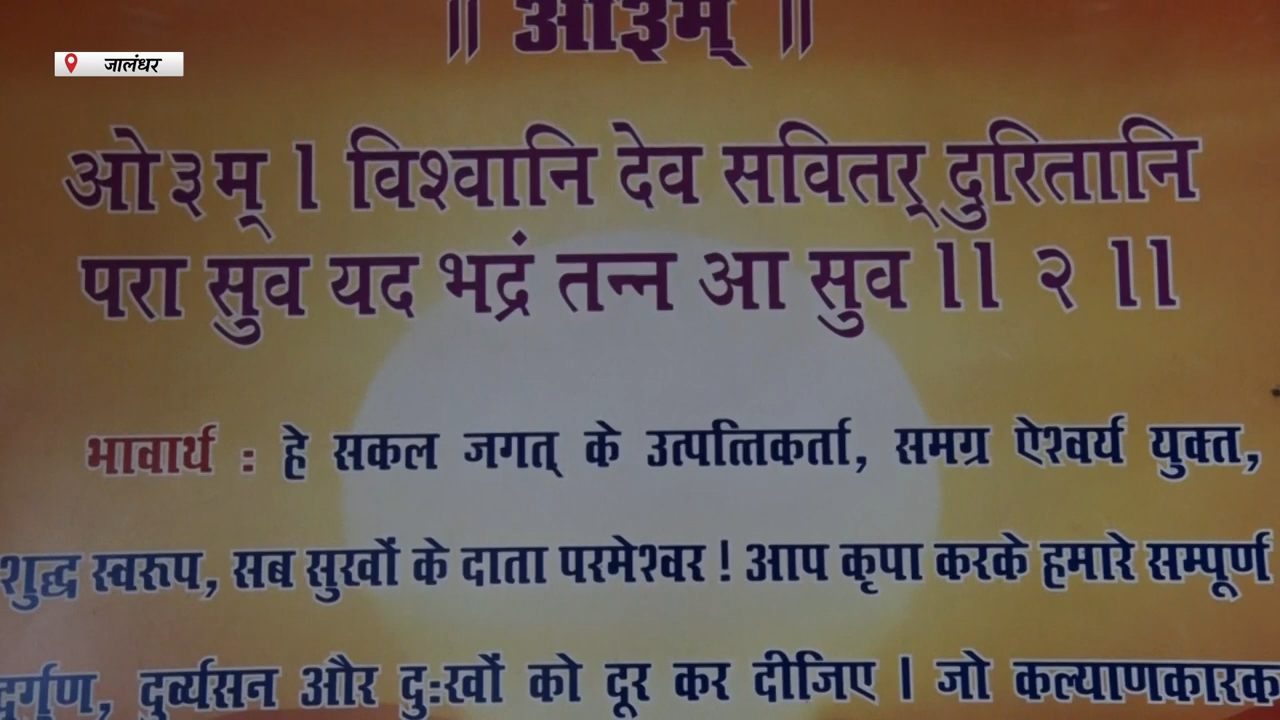 ॥ ओ३म् ॥
जालंधर
ओ३म् । विश्वानि देव सवितर् दुरितानि
परा सुव यद भद्रं तन्न आ सुव ।। २ ।।
भावार्थ : हे सकल जगत् के उत्पत्तिकर्ता, समग्र ऐश्वर्य युक्त,
शुद्ध स्वरूप, सब सुखों के दाता परमेश्वर ! आप कृपा करके हमारे सम्पूर्ण
दुर्गुण, दुर्व्यसन और दुःखों को दूर कर दीजिए । जो कल्याणकारक